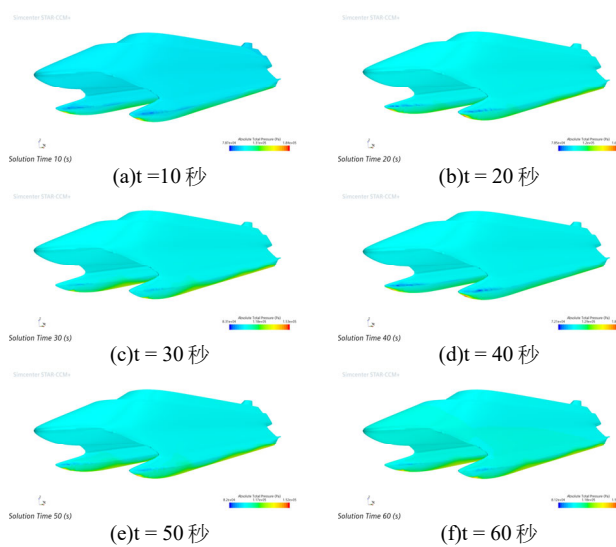 Simcenter STAR-CCM+
Simcenter STAR-CCM+
Absolute Total Pressure (Pa)
Absolute Total Pressure (Pa)
Solution Time 10 (s)
Solution Time 20 (s)
(a)t =10 秒
(b)t = 20 秒
Simcenter STAR-CCM+
Simcenter STAR-CCM+
Absolute Total Pressure (Pa)
Absolute Total Pressure (Pa)
Solution Time 30 (s)
Solution Time 40 (s)
(c)t = 30 秒
(d)t = 40 秒
Simcenter STAR-CCM+
Simcenter STAR-CCM+
Absolute Total Pressure (Pa)
Absolute Total Pressure (Pa)
Solution Time 50 (s)
Solution Time 60 (s)
(e)t = 50 秒
(f)t = 60 秒